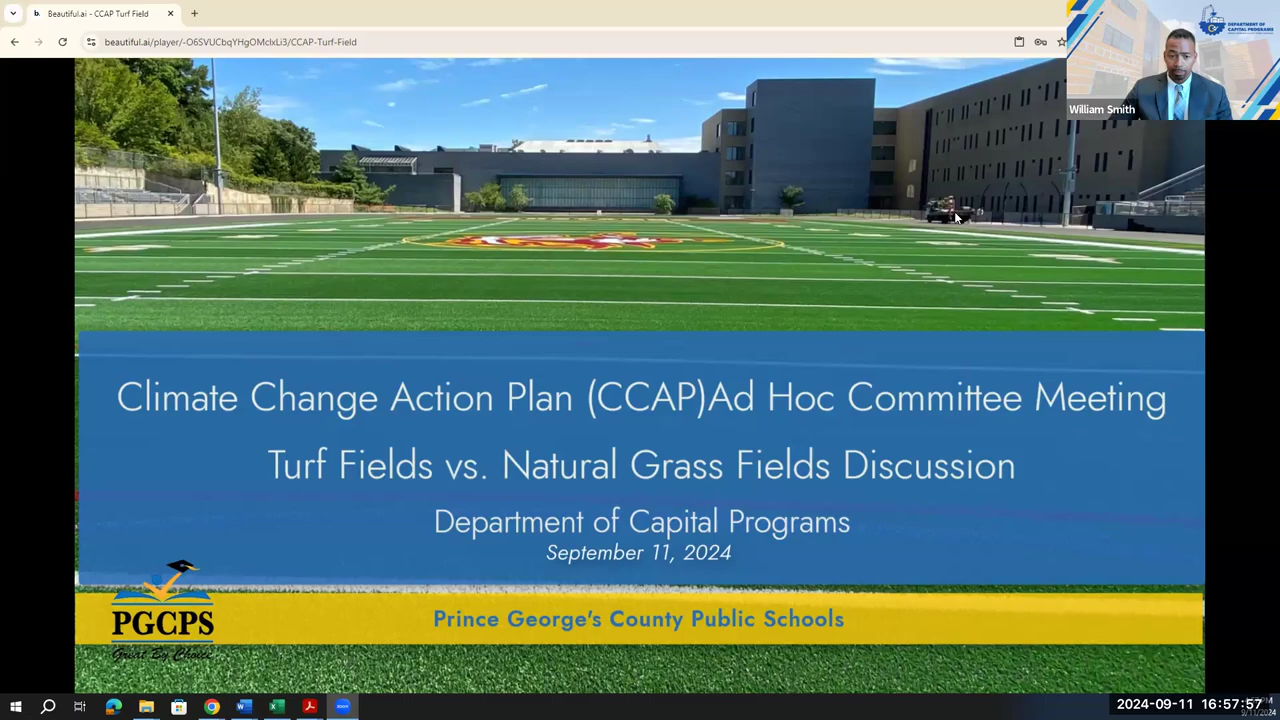 b. Beautiful.ai - CCAP Turf Field
beautiful.ai/player/-O6SVUCbqYHgOMclxLi3/CCAP-Turf-Field
DEPARTMENT OF
CAPITAL PROGRAMS
William Smith
Climate Change Action Plan (CCAP)Ad Hoc Committee Meeting
Turf Fields vs. Natural Grass Fields Discussion
Department of Capital Programs
September 11, 2024
PGCPS
Great By Choice
Prince George's County Public Schools
zoom
2024-09-11 16:57:57